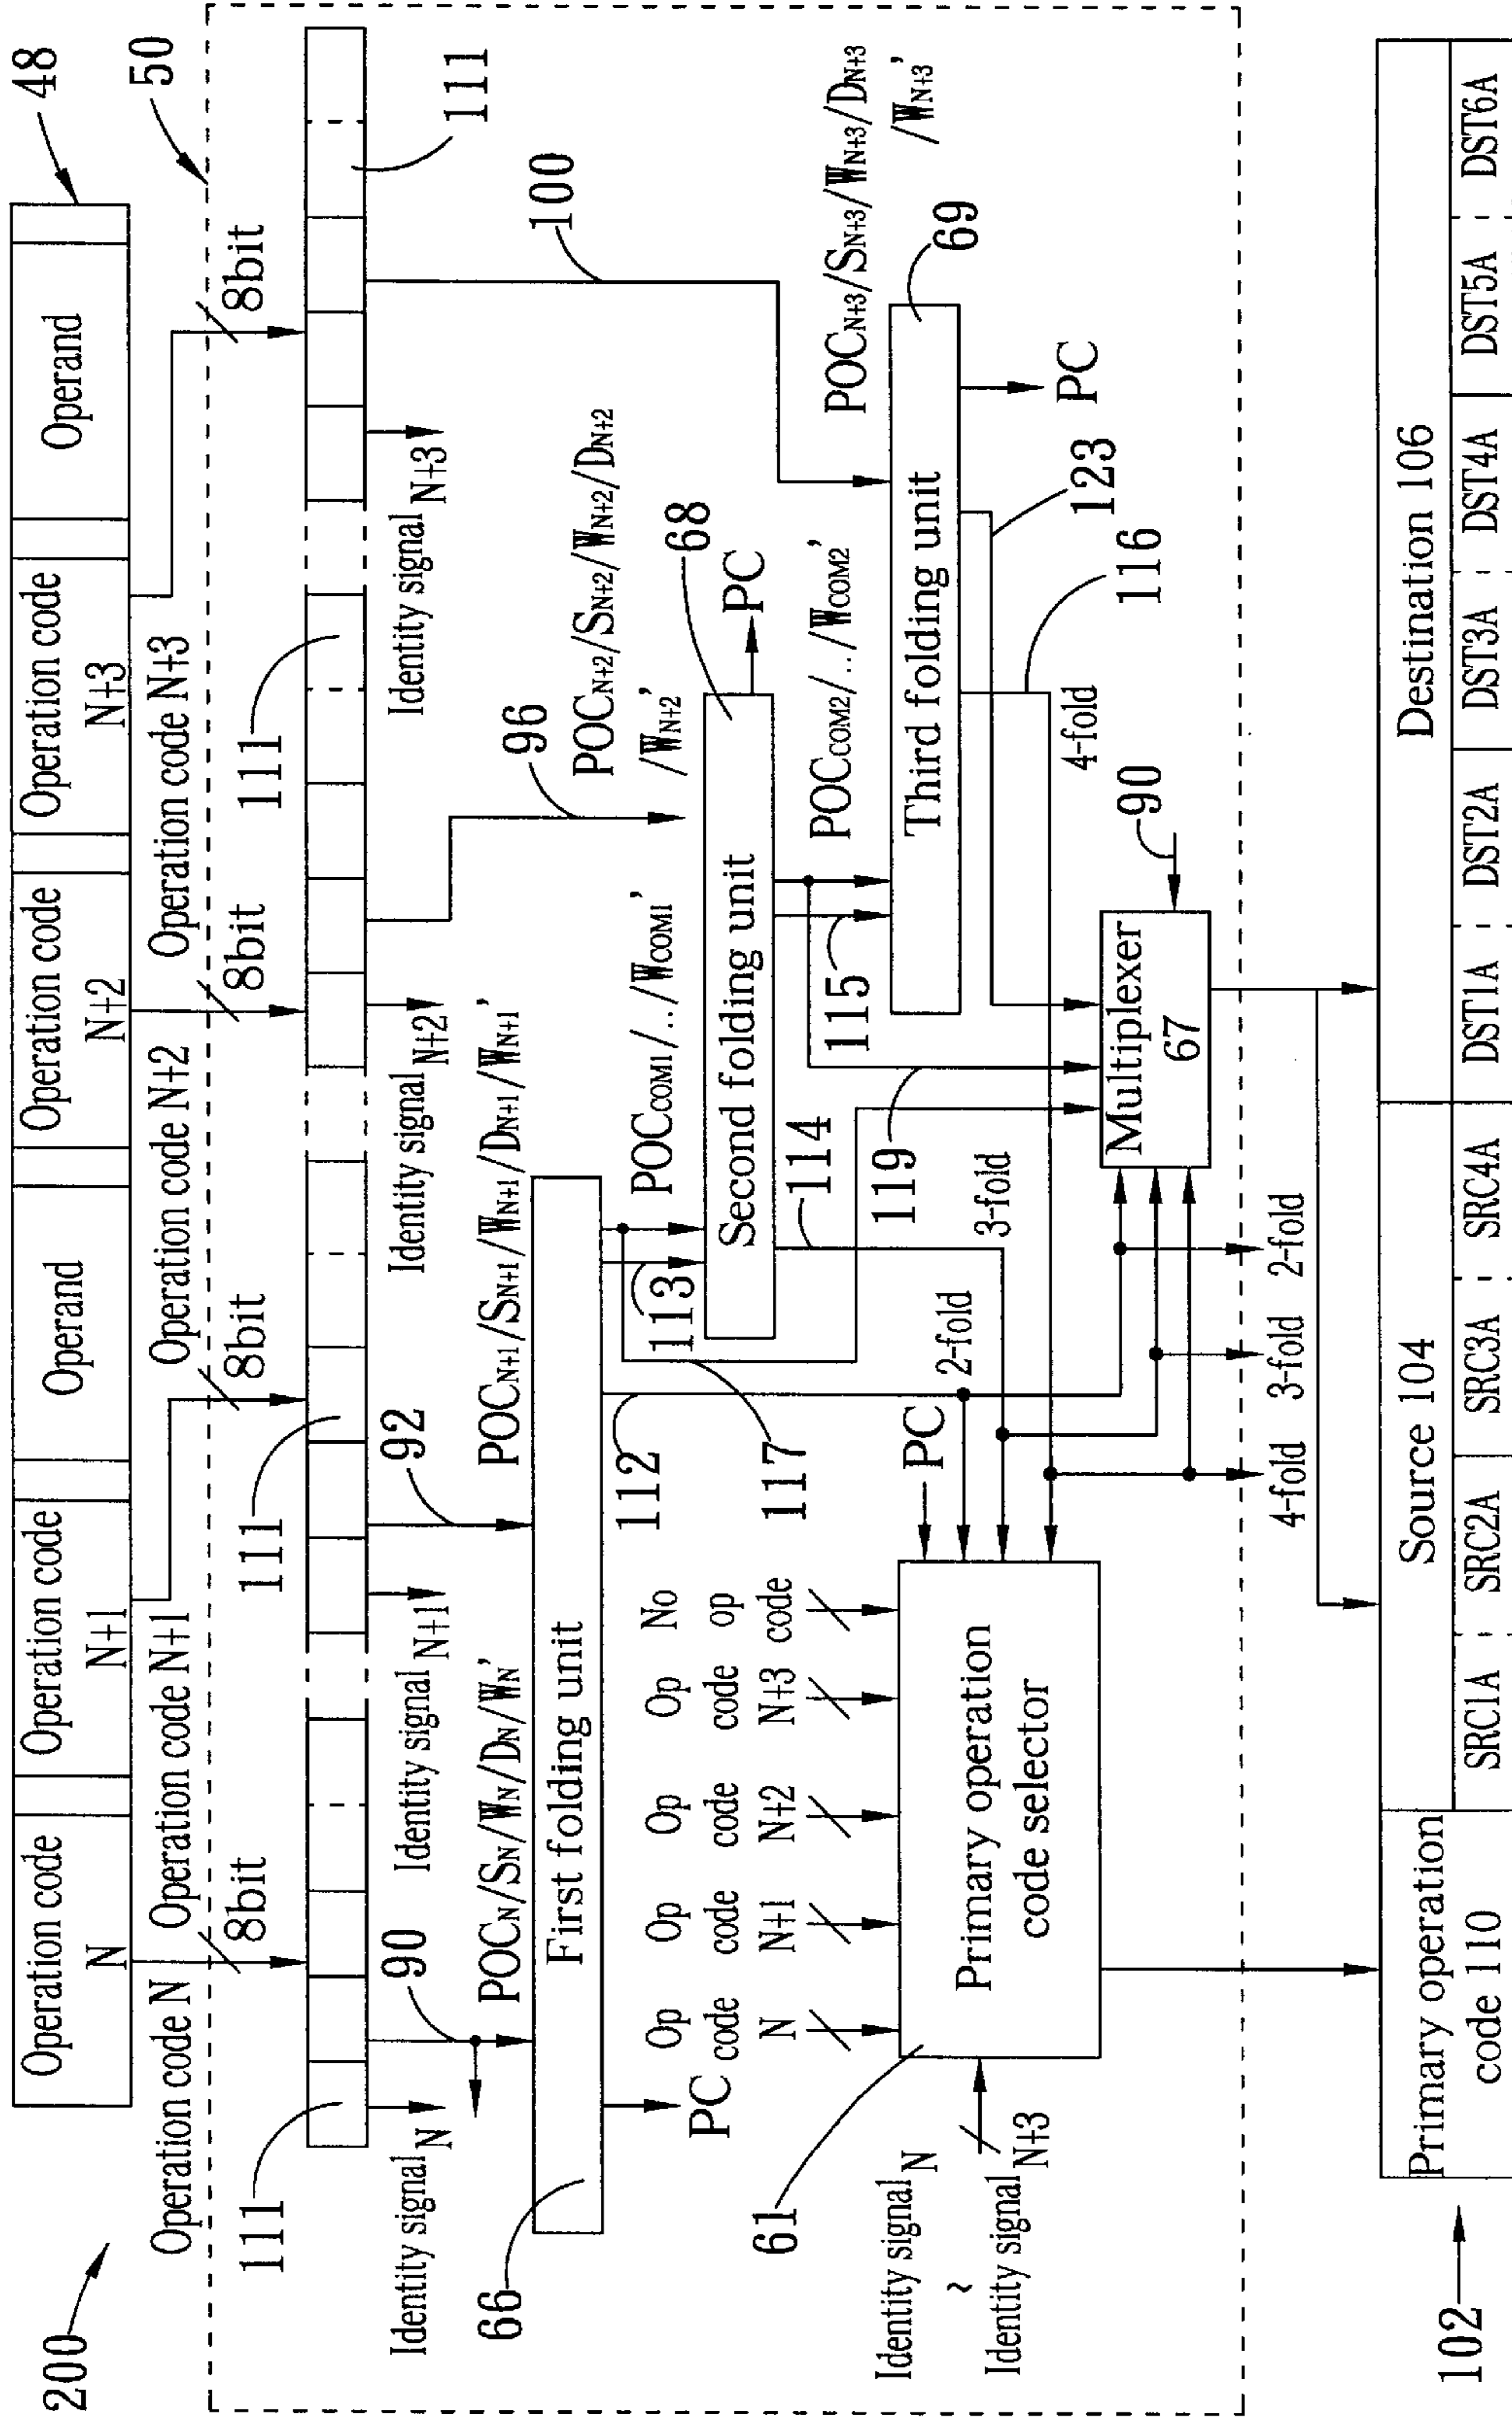 200
48
50
Operation code N
Operation code N+1
Operand
Operation code N+2
Operation code N+3
Operand
Operation code N
Operation code N+1
Operation code N+2
Operation code N+3
8bit
8bit
8bit
8bit
111
111
111
111
Identity signal N
Identity signal N+1
Identity signal N+2
Identity signal N+3
90
92
96
100
POCN/SN/WN/DN/WN'
POCN+1/SN+1/WN+1/DN+1/WN+1'
POCN+2/SN+2/WN+2/DN+2
/WN+2'
POCN+3/SN+3/WN+3/DN+3
/WN+3'
66
First folding unit
PC
POCCOM1/../WCOM1'
113
68
Second folding unit
PC
POCCOM2/../WCOM2'
115
69
Third folding unit
PC
112
117
114
119
123
116
2-fold
3-fold
4-fold
Op code N
Op code N+1
Op code N+2
Op code N+3
No op code
PC
61
Identity signal N
~
Identity signal N+3
Primary operation
code selector
Multiplexer
67
90
4-fold
3-fold
2-fold
102
Primary operation
code 110
Source 104
Destination 106
SRC1A
SRC2A
SRC3A
SRC4A
DST1A
DST2A
DST3A
DST4A
DST5A
DST6A